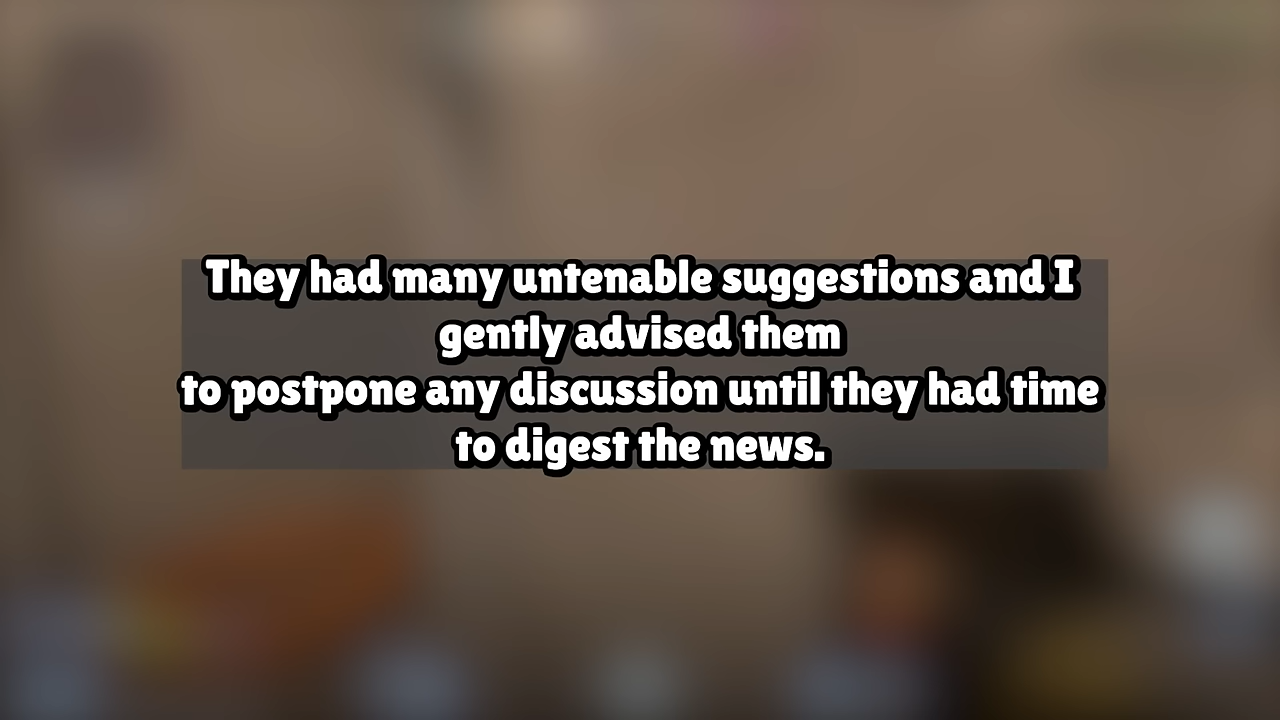 They had many untenable suggestions and I
gently advised them
to postpone any discussion until they had time
to digest the news.